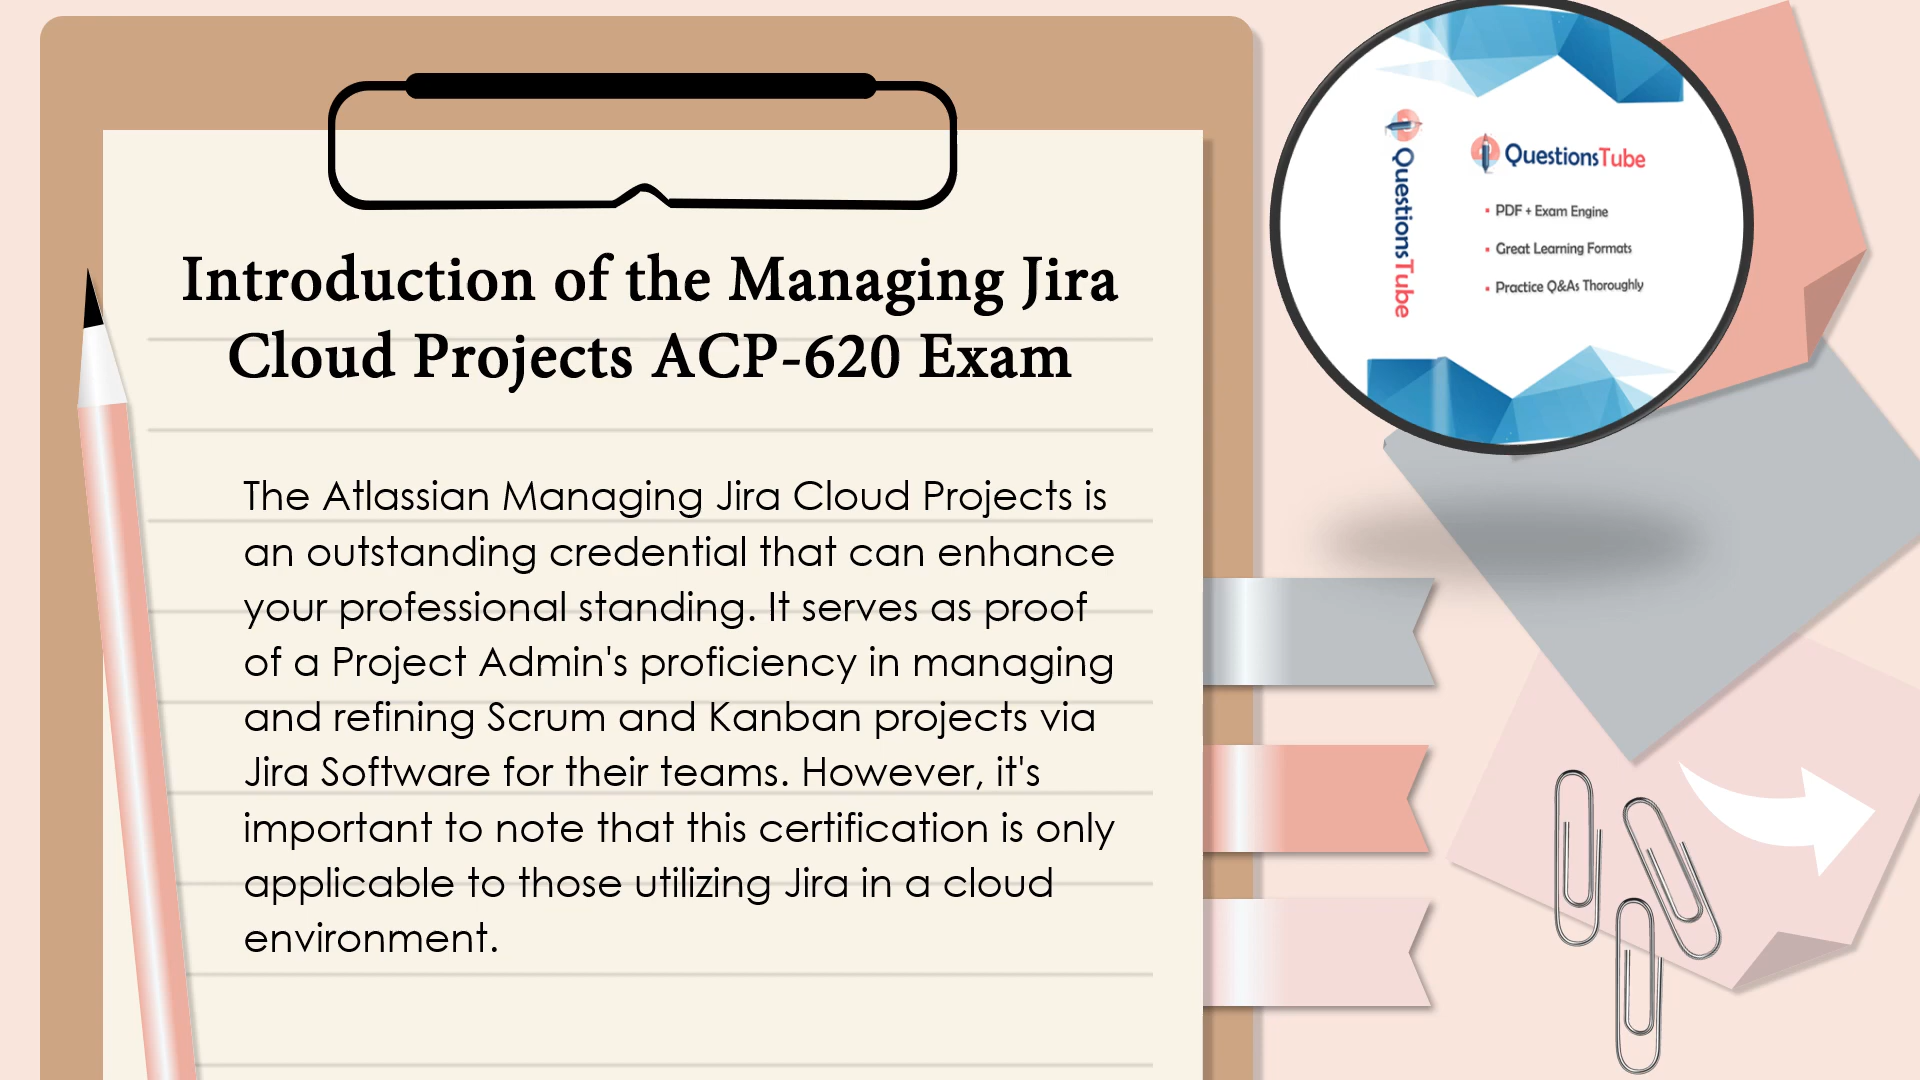 Introduction of the Managing Jira
Cloud Projects ACP-620 Exam
The Atlassian Managing Jira Cloud Projects is
an outstanding credential that can enhance
your professional standing. It serves as proof
of a Project Admin's proficiency in managing
and refining Scrum and Kanban projects via
Jira Software for their teams. However, it's
important to note that this certification is only
applicable to those utilizing Jira in a cloud
environment.
QuestionsTube
QuestionsTube
▪ PDF + Exam Engine
▪ Great Learning Formats
▪ Practice Q&As Thoroughly